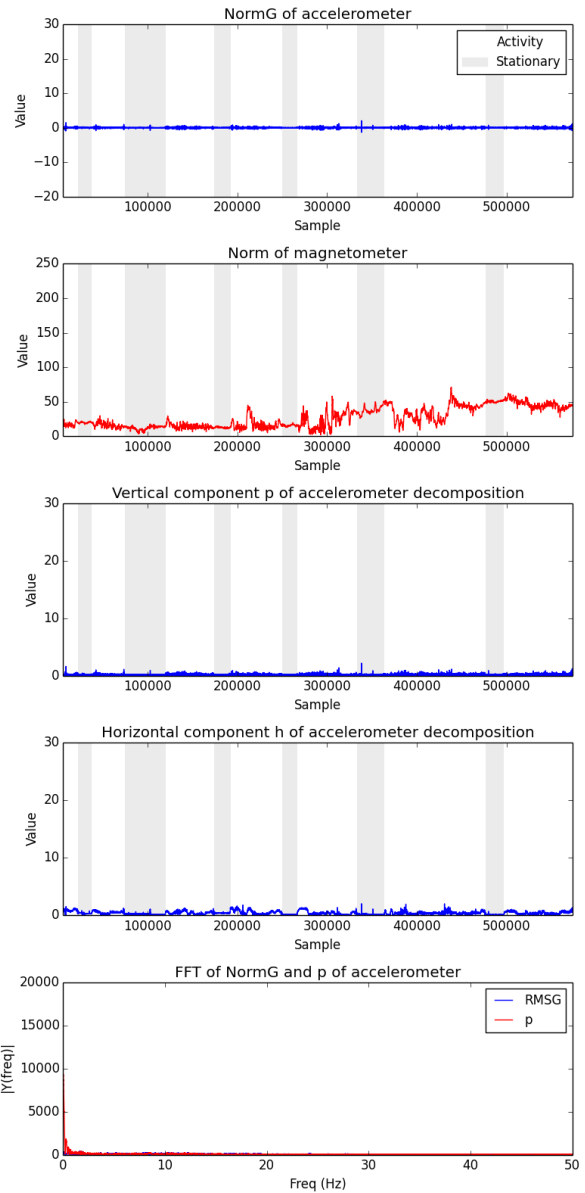 NormG of accelerometer
30
20
10
0
−10
−20
Value
Activity
Stationary
100000 200000 300000 400000 500000
Sample
Norm of magnetometer
250
200
150
100
50
0
Value
100000 200000 300000 400000 500000
Sample
Vertical component p of accelerometer decomposition
30
20
10
0
Value
100000 200000 300000 400000 500000
Sample
Horizontal component h of accelerometer decomposition
30
20
10
0
Value
100000 200000 300000 400000 500000
Sample
FFT of NormG and p of accelerometer
20000
15000
10000
5000
0
|Y(freq)|
RMSG
p
0 10 20 30 40 50
Freq (Hz)